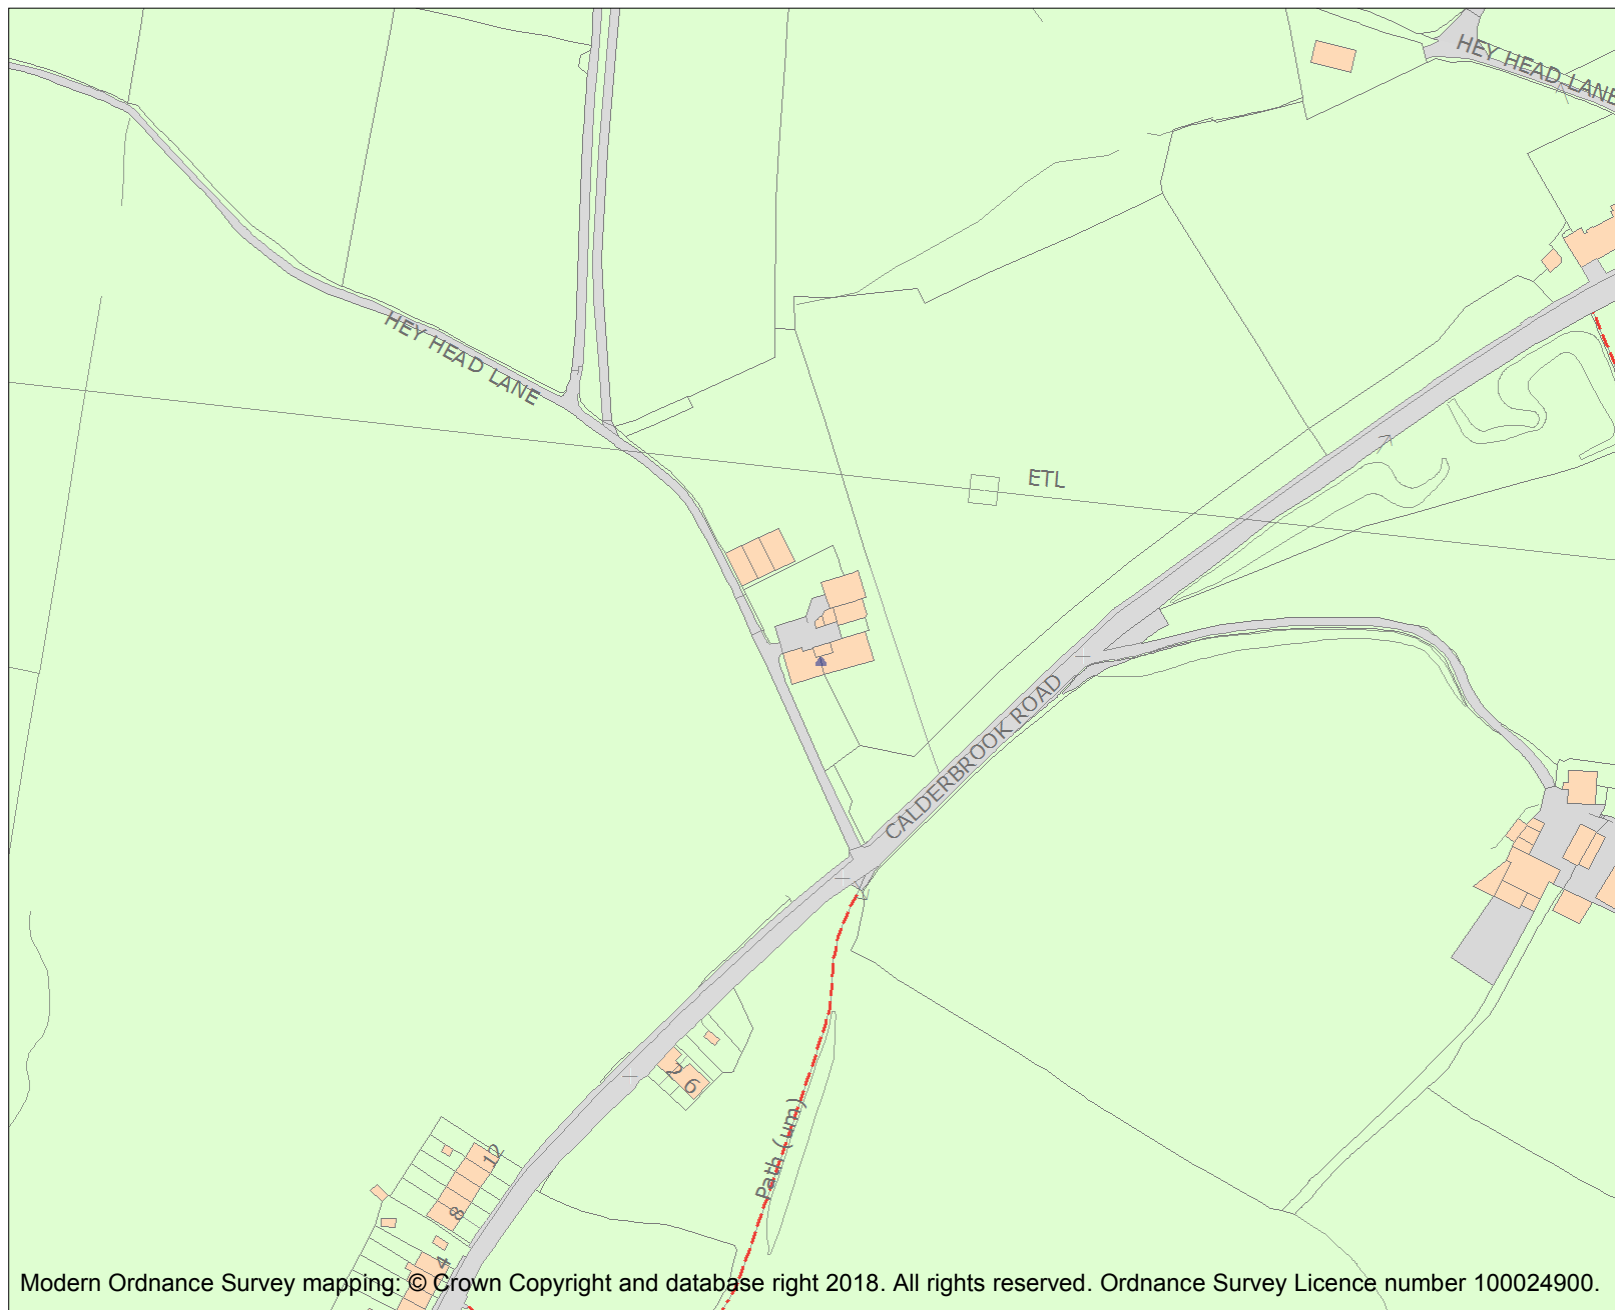 HEY HEAD LANE
HEY HEAD LANE
ETL
CALDERBROOK ROAD
2
6
Path (um)
12
8
4
Modern Ordnance Survey mapping: © Crown Copyright and database right 2018. All rights reserved. Ordnance Survey Licence number 100024900.